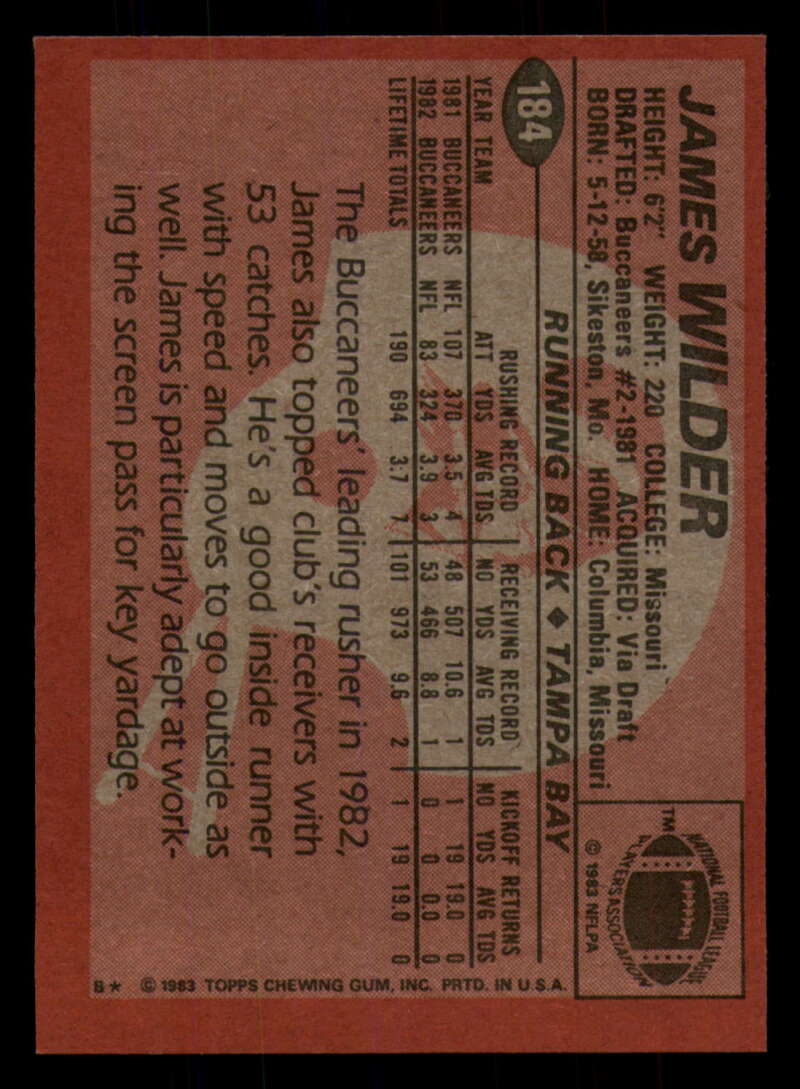 JAMES WILDER
HEIGHT: 6'2" WEIGHT: 220 COLLEGE: Missouri
DRAFTED: Buccaneers #2-1981 ACQUIRED: Via Draft
BORN: 5-12-58, Sikeston, Mo. HOME: Columbia, Missouri
TM
NATIONAL FOOTBALL LEAGUE
PLAYERS ASSOCIATION
© 1983 NFLPA
184
RUNNING BACK ◆ TAMPA BAY
RUSHING RECORD RECEIVING RECORD KICKOFF RETURNS
YEAR TEAM ATT YDS AVG TDS NO YDS AVG TDS NO YDS AVG TDS
1981 BUCCANEERS NFL 107 370 3.5 4 48 507 10.6 1 1 19 19.0 0
1982 BUCCANEERS NFL 83 324 3.9 3 53 466 8.8 1 0 0 0.0 0
LIFETIME TOTALS 190 694 3.7 7 101 973 9.6 2 1 19 19.0 0
The Buccaneers' leading rusher in 1982,
James also topped club's receivers with
53 catches. He's a good inside runner
with speed and moves to go outside as
well. James is particularly adept at work-
ing the screen pass for key yardage.
B★ © 1983 TOPPS CHEWING GUM, INC. PRTD. IN U.S.A.